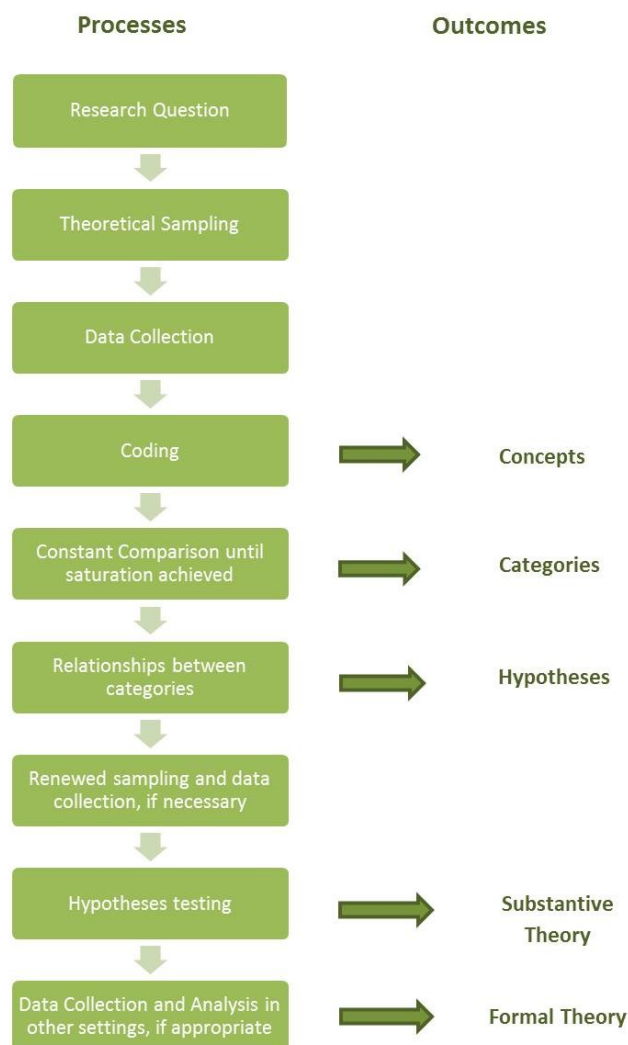 Processes
Outcomes
Research Question
Theoretical Sampling
Data Collection
Coding
Concepts
Constant Comparison until
saturation achieved
Categories
Relationships between
categories
Hypotheses
Renewed sampling and data
collection, if necessary
Hypotheses testing
Substantive
Theory
Data Collection and Analysis in
other settings, if appropriate
Formal Theory